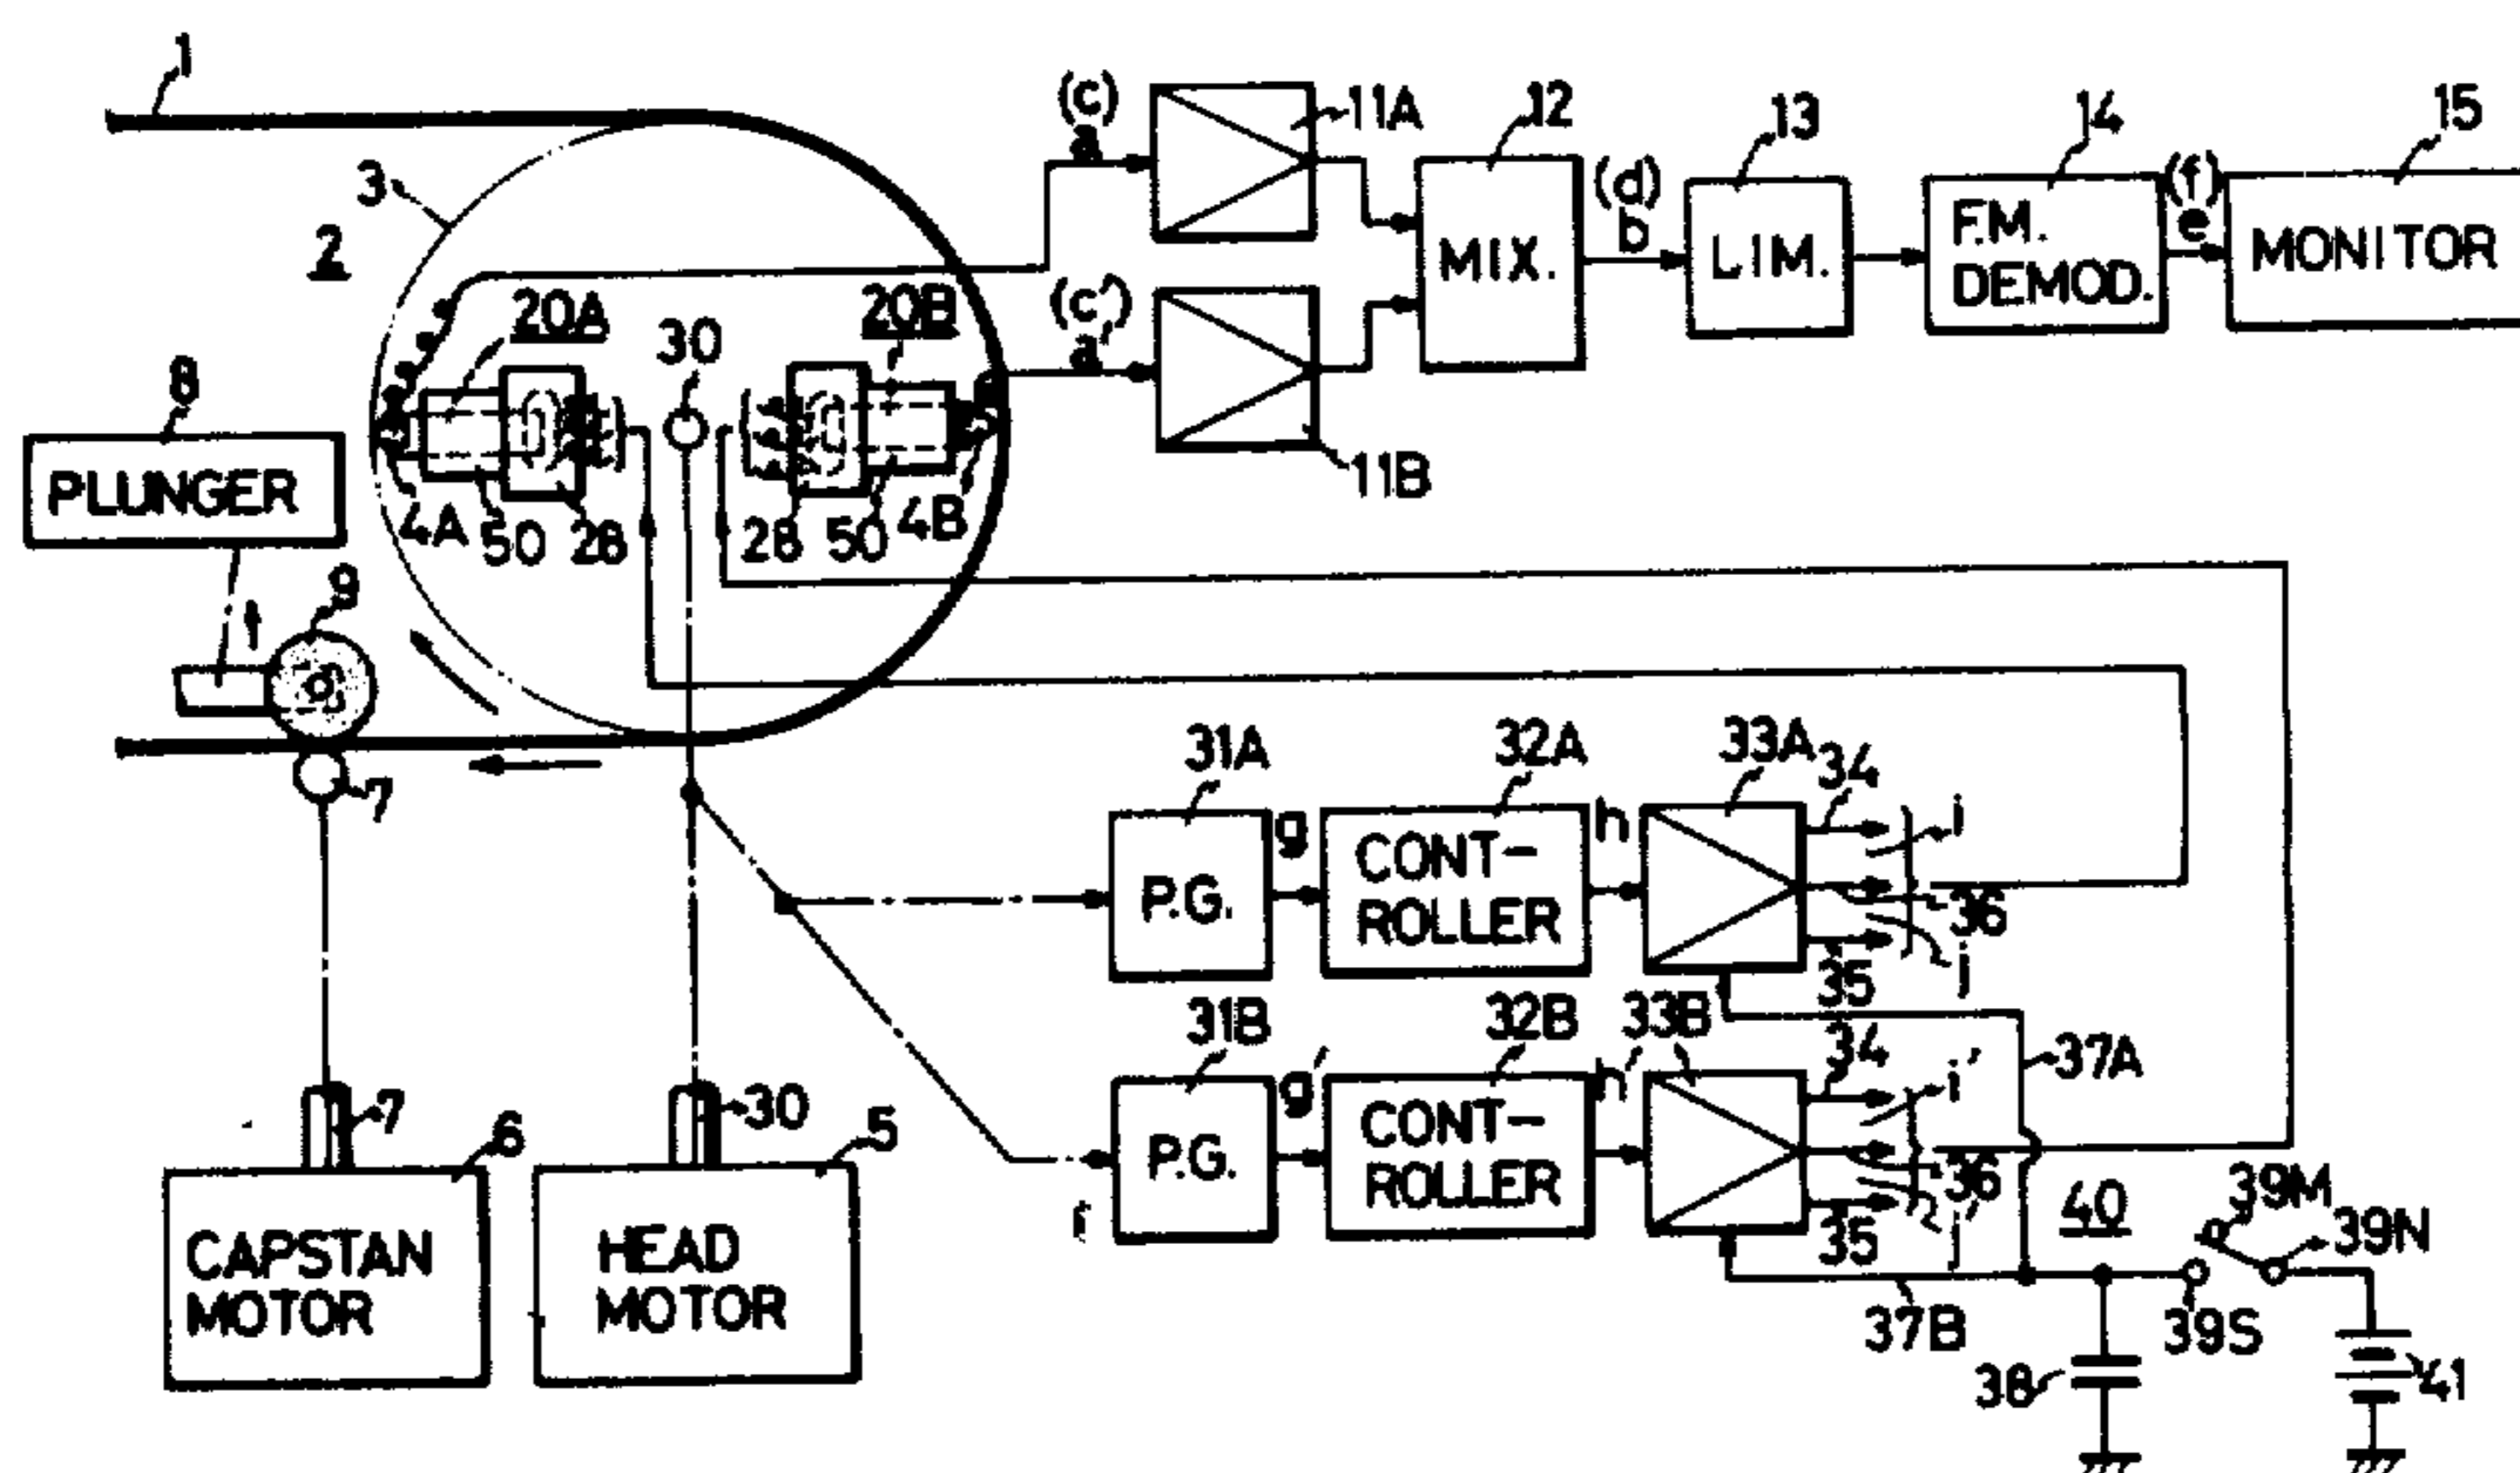 1
3
2
(c)
a
11A
12
13
14
15
MIX.
(d)
b
LIM.
F.M.
DEMOD.
(f)
e
MONITOR
20A
30
20B
(c')
a'
11B
8
PLUNGER
4A
50
28
28
50
4B
9
7
31A
32A
33A
34
P.G.
g
CONT-
ROLLER
h
i
36
35
j
31B
32B
33B
34
37A
P.G.
g'
CONT-
ROLLER
h'
i'
36
35
j'
37B
40
39M
39N
39S
38
41
7
6
30
5
CAPSTAN
MOTOR
HEAD
MOTOR